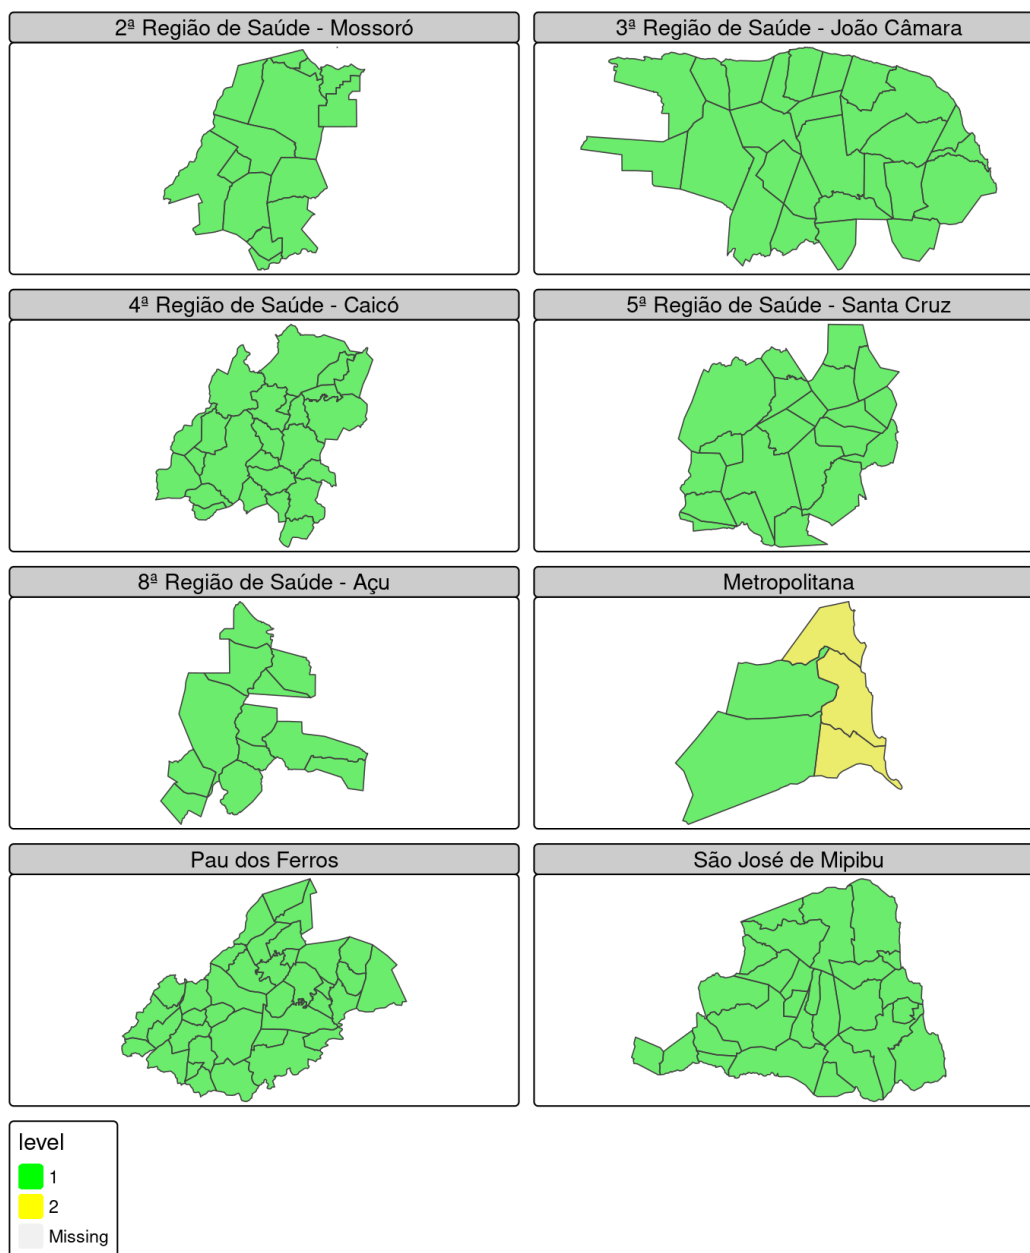 2ª Região de Saúde - Mossoró
3ª Região de Saúde - João Câmara
4ª Região de Saúde - Caicó
5ª Região de Saúde - Santa Cruz
8ª Região de Saúde - Açu
Metropolitana
Pau dos Ferros
São José de Mipibu
level
1
2
Missing